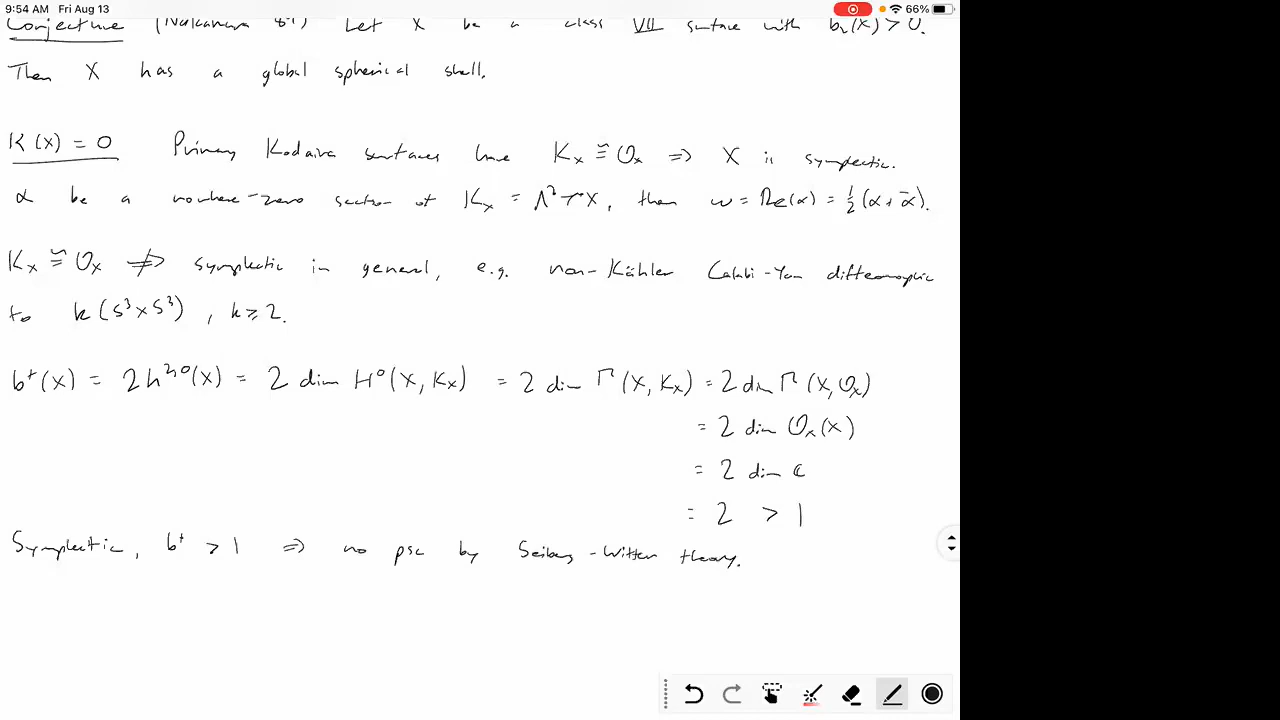 9:54 AM Fri Aug 13 66%
Conjecture (Nakamura ) Let X be a class VII surface with b₂(X) > 0.
Then X has a global spherical shell.
K(X) = 0 Primary Kodaira surfaces have K_X ≅ O_X ⇒ X is symplectic.
α be a nowhere-zero section of K_X = Λ²T*X, then ω = Re(α) = ½(α + ᾱ).
K_X ≅ O_X ⇏ symplectic in general, e.g. non-Kähler Calabi-Yau diffeomorphic
to k(S³×S³), k ≥ 2.
b⁺(X) = 2h²,⁰(X) = 2 dim H⁰(X, K_X) = 2 dim Γ(X, K_X) = 2 dim Γ(X, O_X)
= 2 dim O_X(X)
= 2 dim ℂ
= 2 > 1
Symplectic, b⁺ > 1 ⇒ no psc by Seiberg-Witten theory.